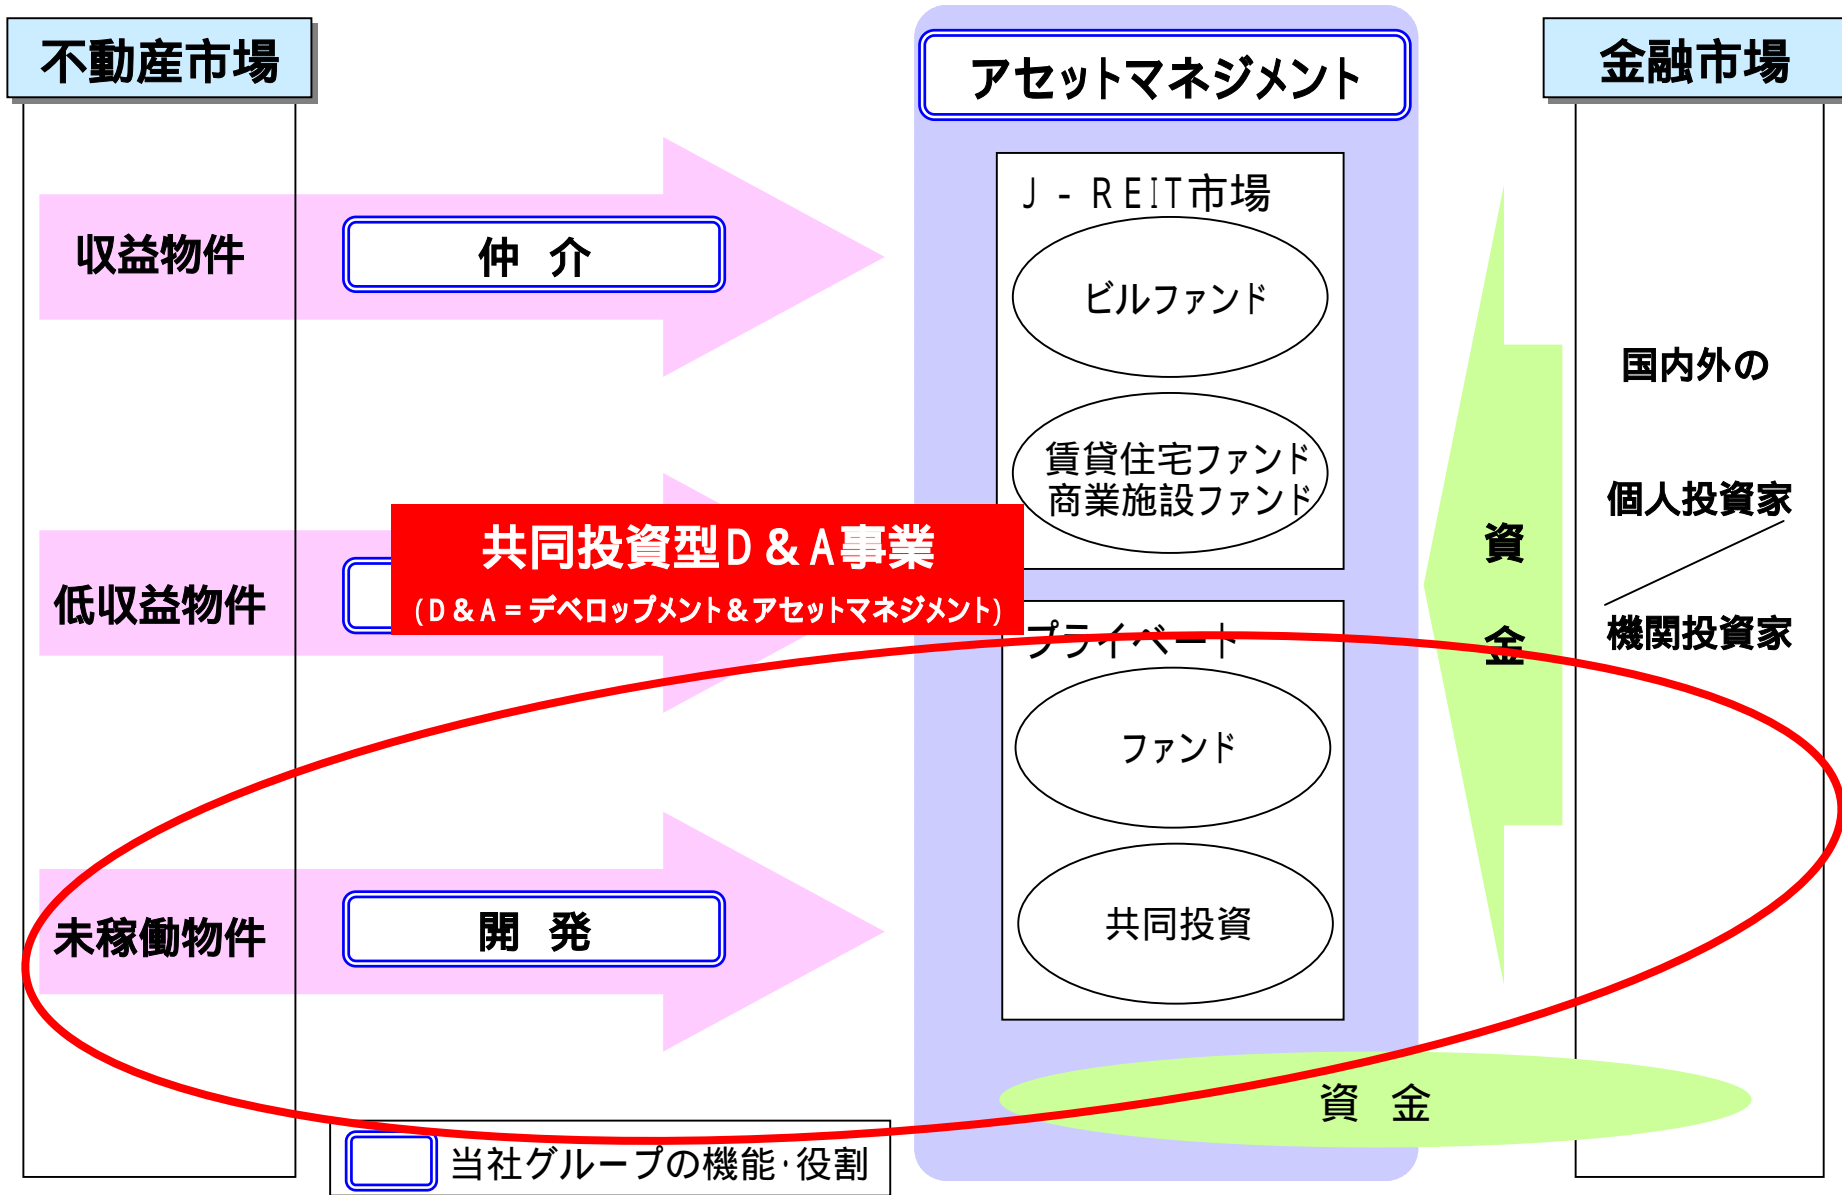 不動産市場
アセットマネジメント
金融市場
J-REIT市場
収益物件
仲 介
ビルファンド
国内外の
賃貸住宅ファンド
商業施設ファンド
個人投資家
機関投資家
資
金
共同投資型D&A事業
(D&A=デベロップメント&アセットマネジメント)
低収益物件
プライベート
ファンド
未稼働物件
開 発
共同投資
資 金
当社グループの機能・役割